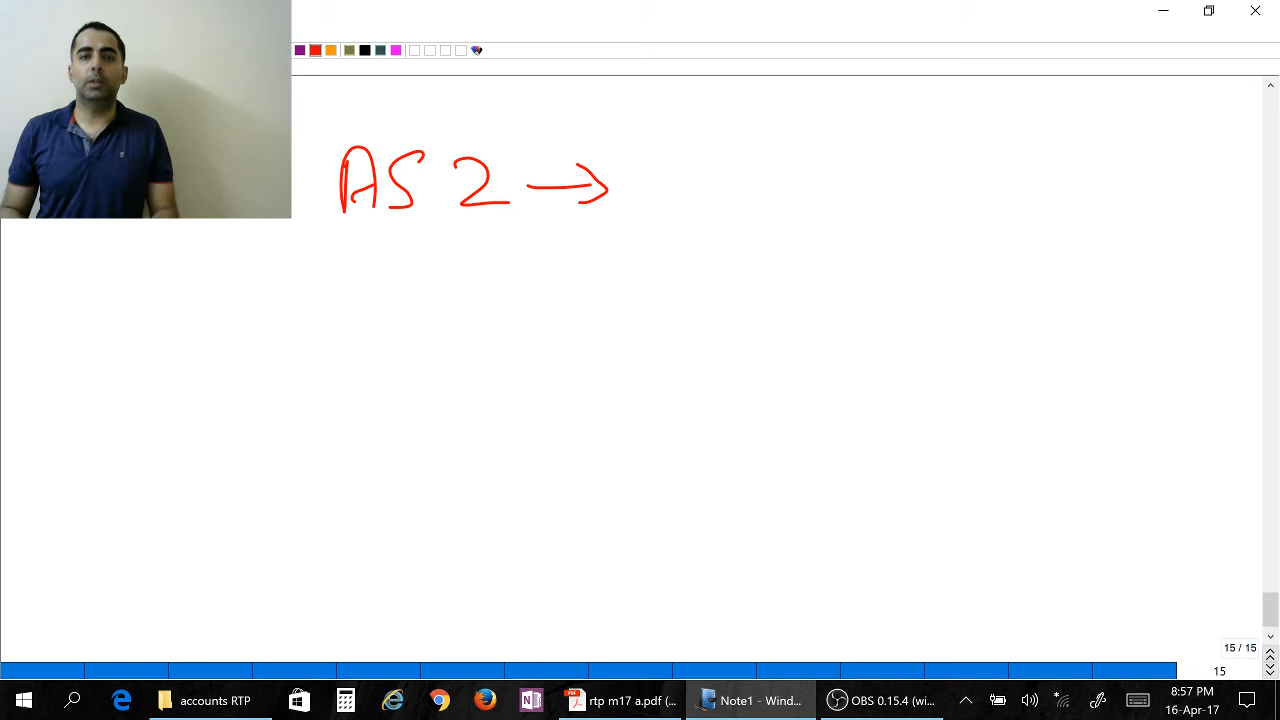 AS 2 →
15 / 15
15
accounts RTP
rtp m17 a.pdf (...
Note1 - Wind...
OBS 0.15.4 (wi...
8:57 PM
16-Apr-17